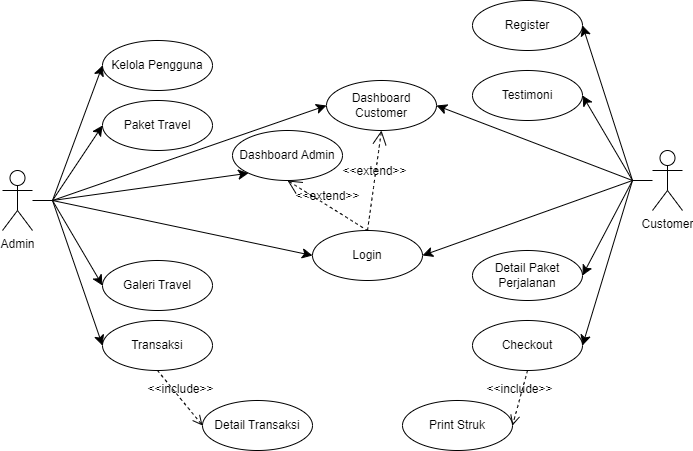 Register
Kelola Pengguna
Dashboard
Customer
Testimoni
Paket Travel
Dashboard Admin
<<extend>>
<<extend>>
Admin
Customer
Login
Galeri Travel
Detail Paket
Perjalanan
Transaksi
Checkout
<<include>>
<<include>>
Detail Transaksi
Print Struk